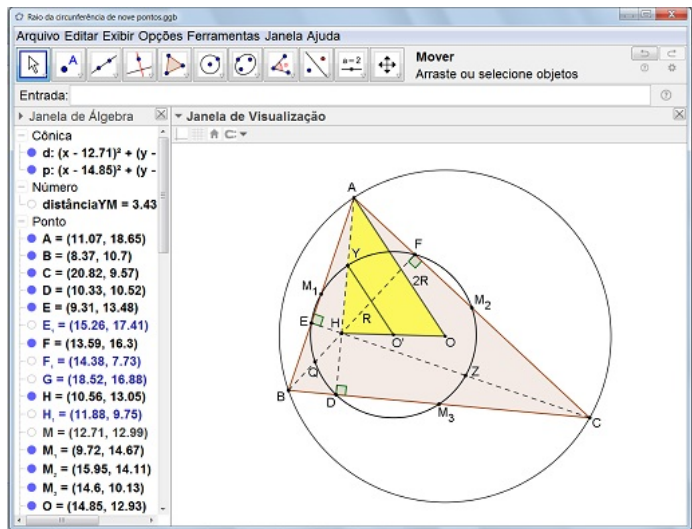 Raio da circunferência de nove pontos.ggb
Arquivo Editar Exibir Opções Ferramentas Janela Ajuda
A
a=2
Mover
Arraste ou selecione objetos
Entrada:
Janela de Álgebra
Janela de Visualização
Cônica
d: (x - 12.71)² + (y -
p: (x - 14.85)² + (y -
Número
distânciaYM = 3.43
Ponto
A = (11.07, 18.65)
B = (8.37, 10.7)
C = (20.82, 9.57)
D = (10.33, 10.52)
E = (9.31, 13.48)
E₁ = (15.26, 17.41)
F = (13.59, 16.3)
F₁ = (14.38, 7.73)
G = (18.52, 16.88)
H = (10.56, 13.05)
H₁ = (11.88, 9.75)
M = (12.71, 12.99)
M₁ = (9.72, 14.67)
M₂ = (15.95, 14.11)
M₃ = (14.6, 10.13)
O = (14.85, 12.93)
A
F
Y
2R
M₁
M₂
E
H
R
O'
O
Q
Z
B
D
M₃
C